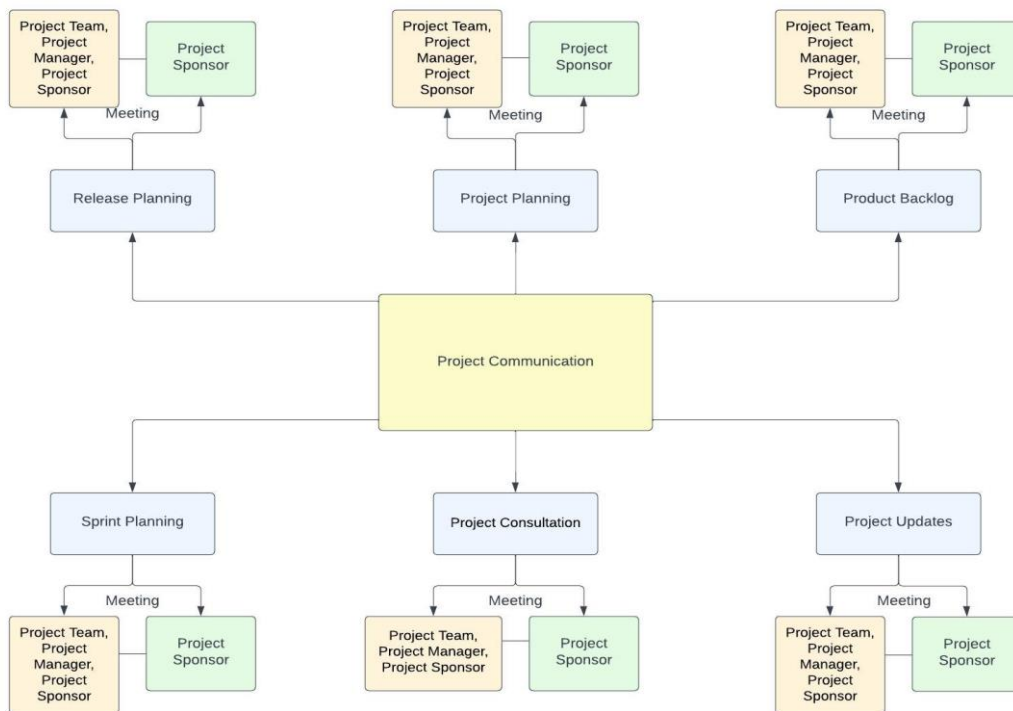 Project Team,
Project
Manager,
Project
Sponsor
Project
Sponsor
Meeting
Release Planning
Project Team,
Project
Manager,
Project
Sponsor
Project
Sponsor
Meeting
Project Planning
Project Team,
Project
Manager,
Project
Sponsor
Project
Sponsor
Meeting
Product Backlog
Project Communication
Sprint Planning
Meeting
Project Team,
Project
Manager,
Project
Sponsor
Project
Sponsor
Project Consultation
Meeting
Project Team,
Project Manager,
Project Sponsor
Project
Sponsor
Project Updates
Meeting
Project Team,
Project
Manager,
Project
Sponsor
Project
Sponsor